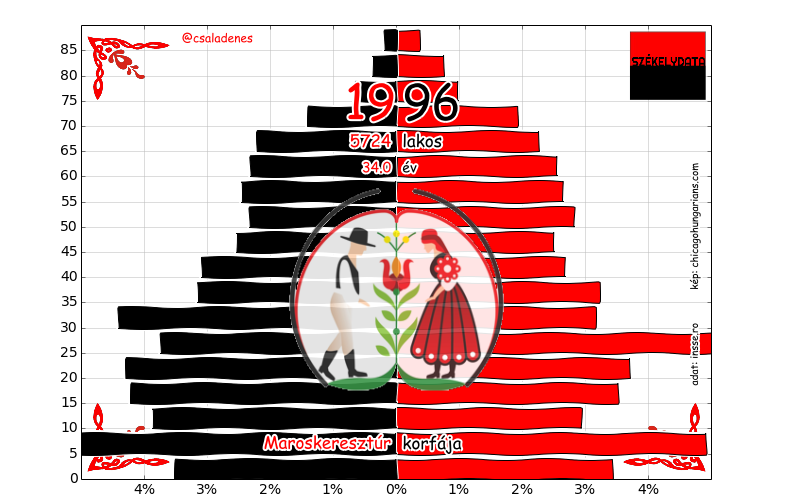 @csaladenes
SZÉKELYDATA
1996
5724 lakos
34.0 év
kép: chicagohungarians.com
adat: insse.ro
Maroskeresztúr korfája
85
80
75
70
65
60
55
50
45
40
35
30
25
20
15
10
5
0
4% 3% 2% 1% 0% 1% 2% 3% 4%